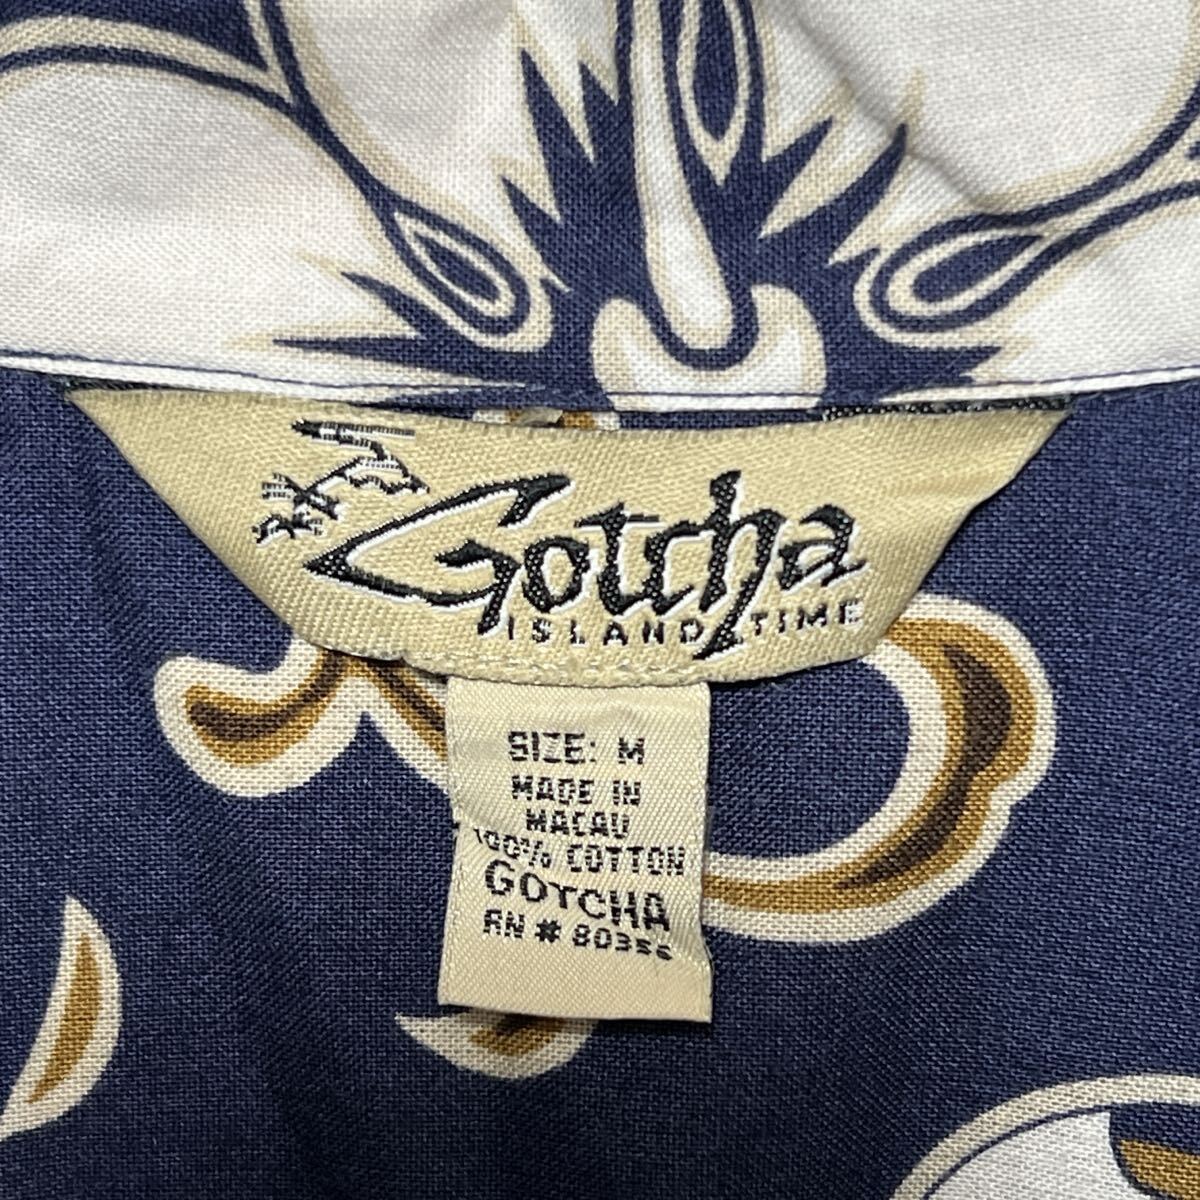 Gotcha
ISLAND TIME
SIZE: M
MADE IN
MACAU
100% COTTON
GOTCHA
RN # 80356